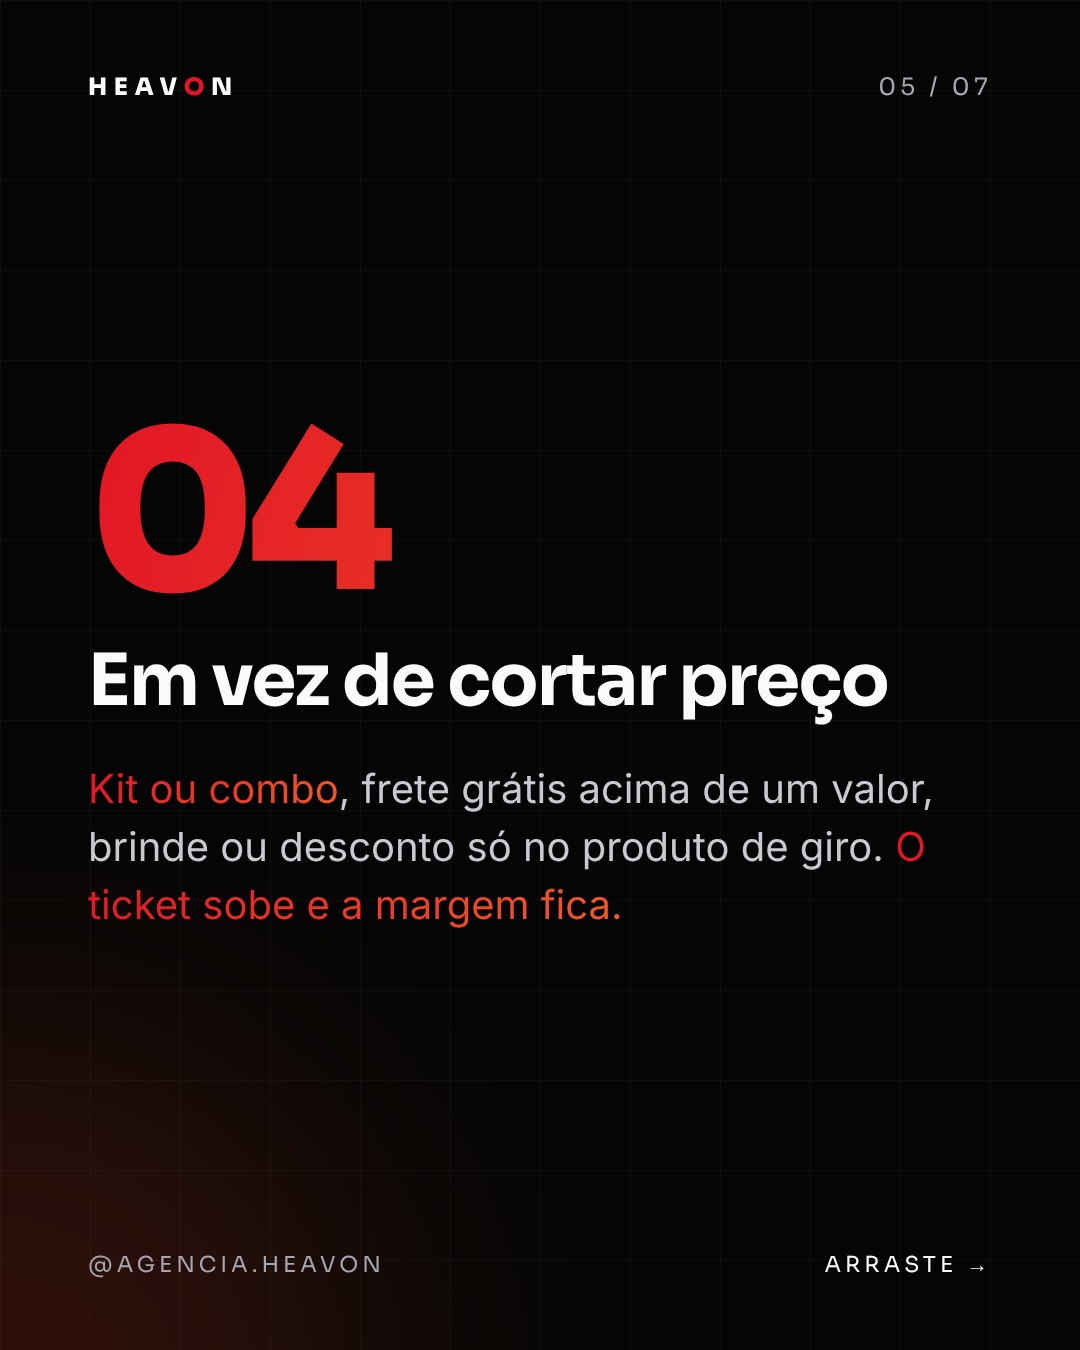 HEAVON
05 / 07
04
Em vez de cortar preço
Kit ou combo, frete grátis acima de um valor,
brinde ou desconto só no produto de giro. O
ticket sobe e a margem fica.
@AGENCIA.HEAVON
ARRASTE →